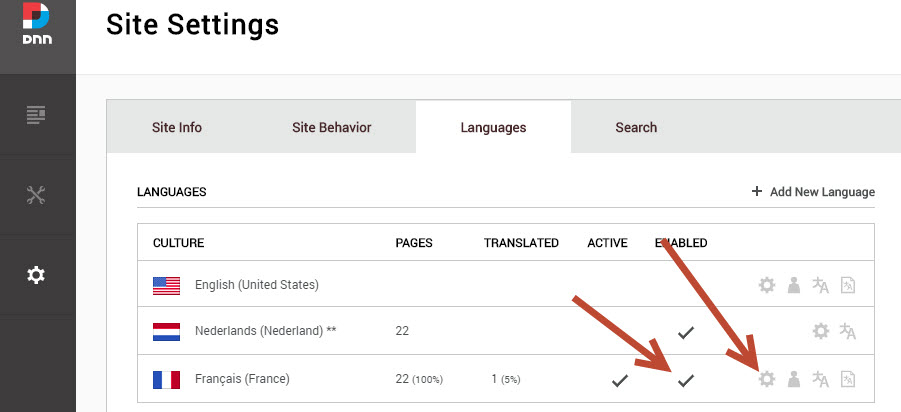 Site Settings
DNN
Site Info Site Behavior Languages Search
LANGUAGES + Add New Language
CULTURE PAGES TRANSLATED ACTIVE ENABLED
English (United States)
Nederlands (Nederland) ** 22
Français (France) 22 (100%) 1 (5%)